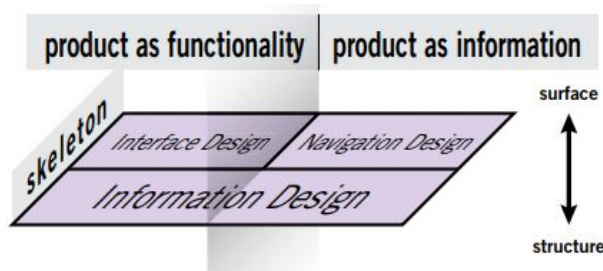 product as functionality product as information
surface
skeleton
Interface Design Navigation Design
Information Design
structure